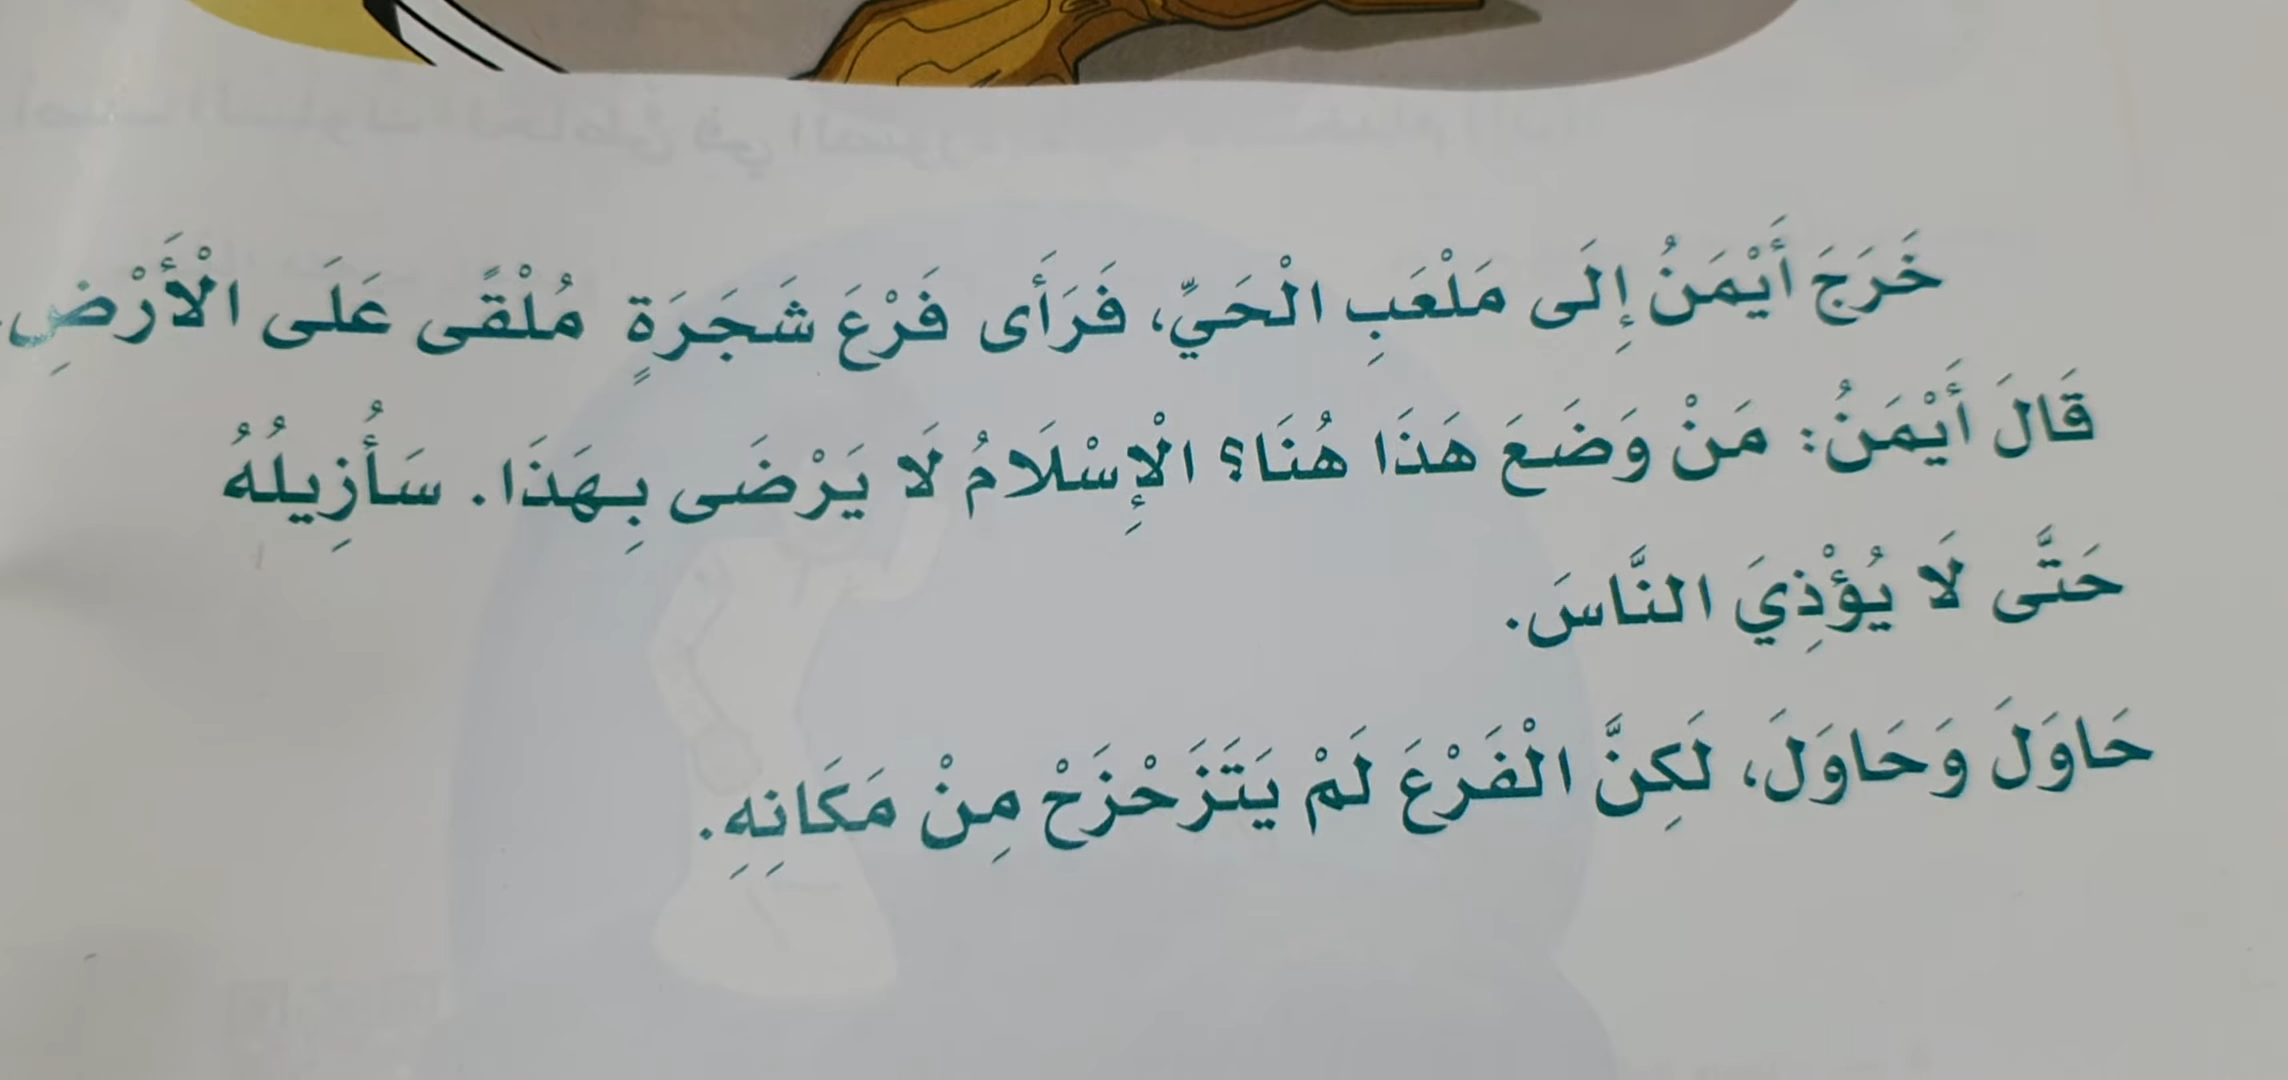 خَرَجَ أَيْمَنُ إِلَى مَلْعَبِ الْحَيِّ، فَرَأَى فَرْعَ شَجَرَةٍ مُلْقًى عَلَى الْأَرْضِ.
قَالَ أَيْمَنُ: مَنْ وَضَعَ هَذَا هُنَا؟ الْإِسْلَامُ لَا يَرْضَى بِهَذَا. سَأُزِيلُهُ
حَتَّى لَا يُؤْذِيَ النَّاسَ.
حَاوَلَ وَحَاوَلَ، لَكِنَّ الْفَرْعَ لَمْ يَتَزَحْزَحْ مِنْ مَكَانِهِ.